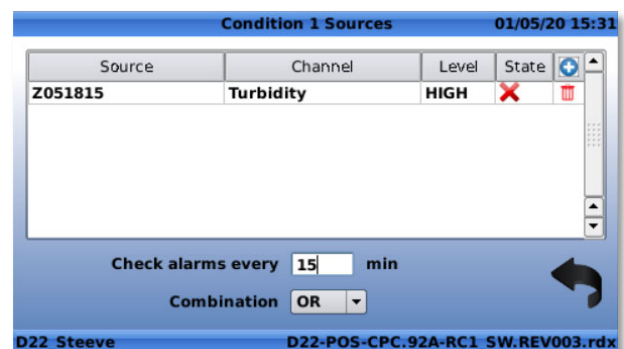 Condition 1 Sources 01/05/20 15:31
Source Channel Level State
Z051815 Turbidity HIGH
Check alarms every 15 min
Combination OR
D22 Steeve D22-POS-CPC.92A-RC1 SW.REV003.rdx